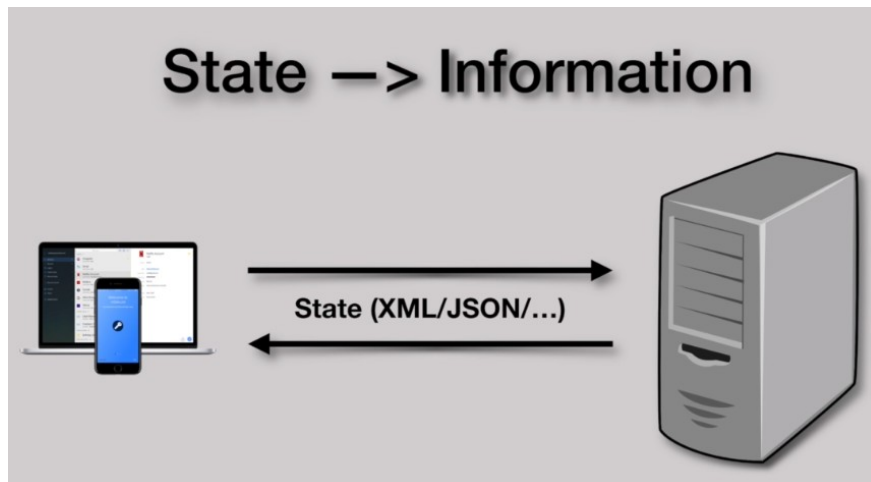 State —> Information
State (XML/JSON/...)